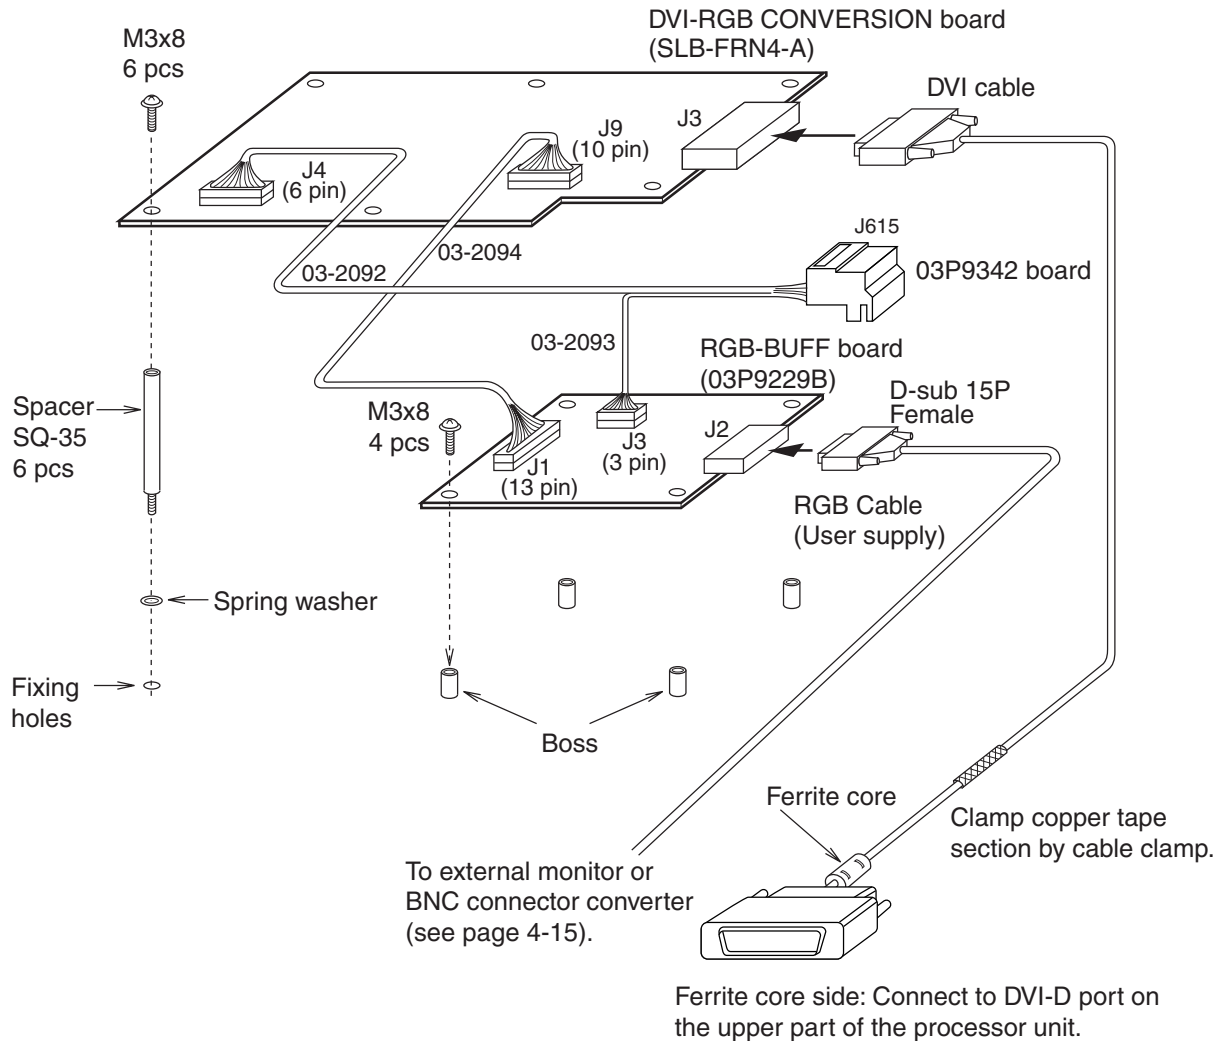 DVI-RGB CONVERSION board
(SLB-FRN4-A)
M3x8
6 pcs
DVI cable
J3
J9
(10 pin)
J4
(6 pin)
J615
03P9342 board
03-2094
03-2092
03-2093
RGB-BUFF board
(03P9229B)
D-sub 15P
Female
Spacer
SQ-35
6 pcs
M3x8
4 pcs
J2
J3
(3 pin)
J1
(13 pin)
RGB Cable
(User supply)
Spring washer
Fixing
holes
Boss
Ferrite core
Clamp copper tape
section by cable clamp.
To external monitor or
BNC connector converter
(see page 4-15).
Ferrite core side: Connect to DVI-D port on
the upper part of the processor unit.